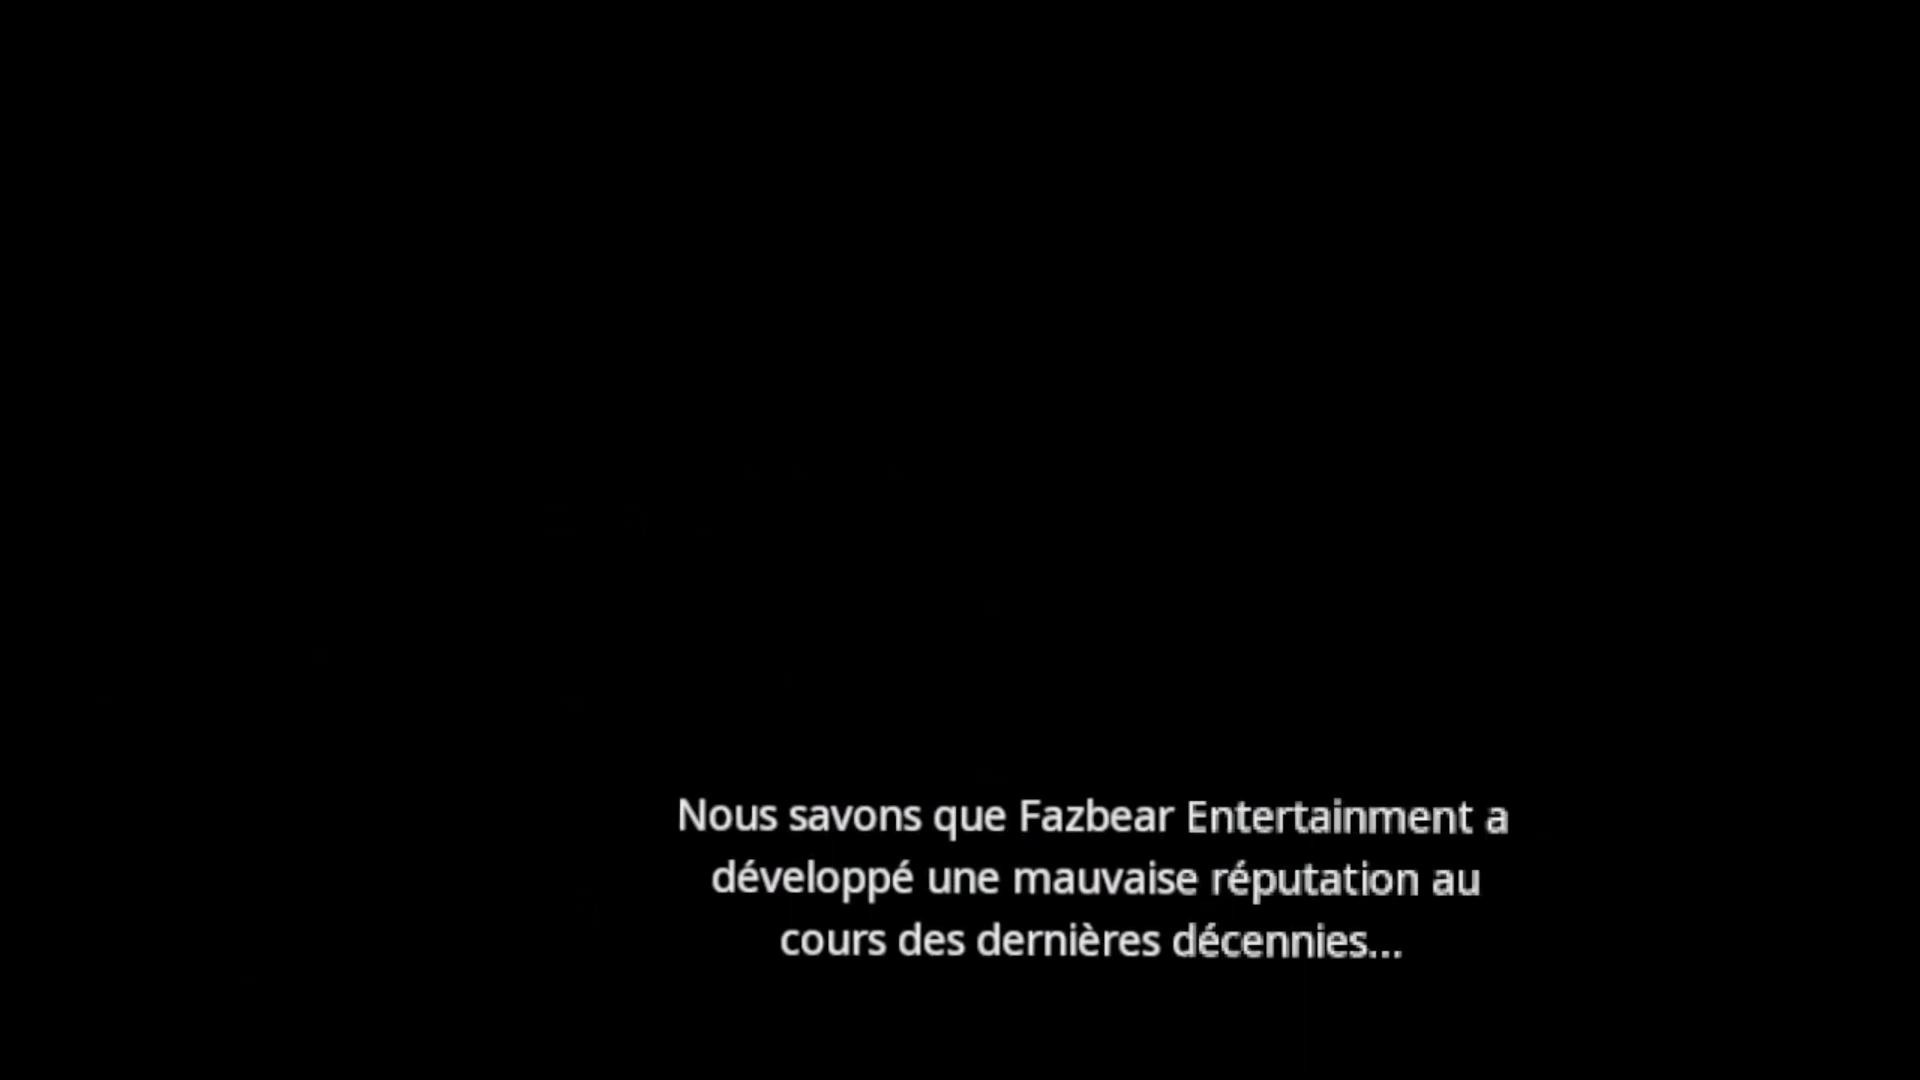 Nous savons que Fazbear Entertainment a
développé une mauvaise réputation au
cours des dernières décennies...